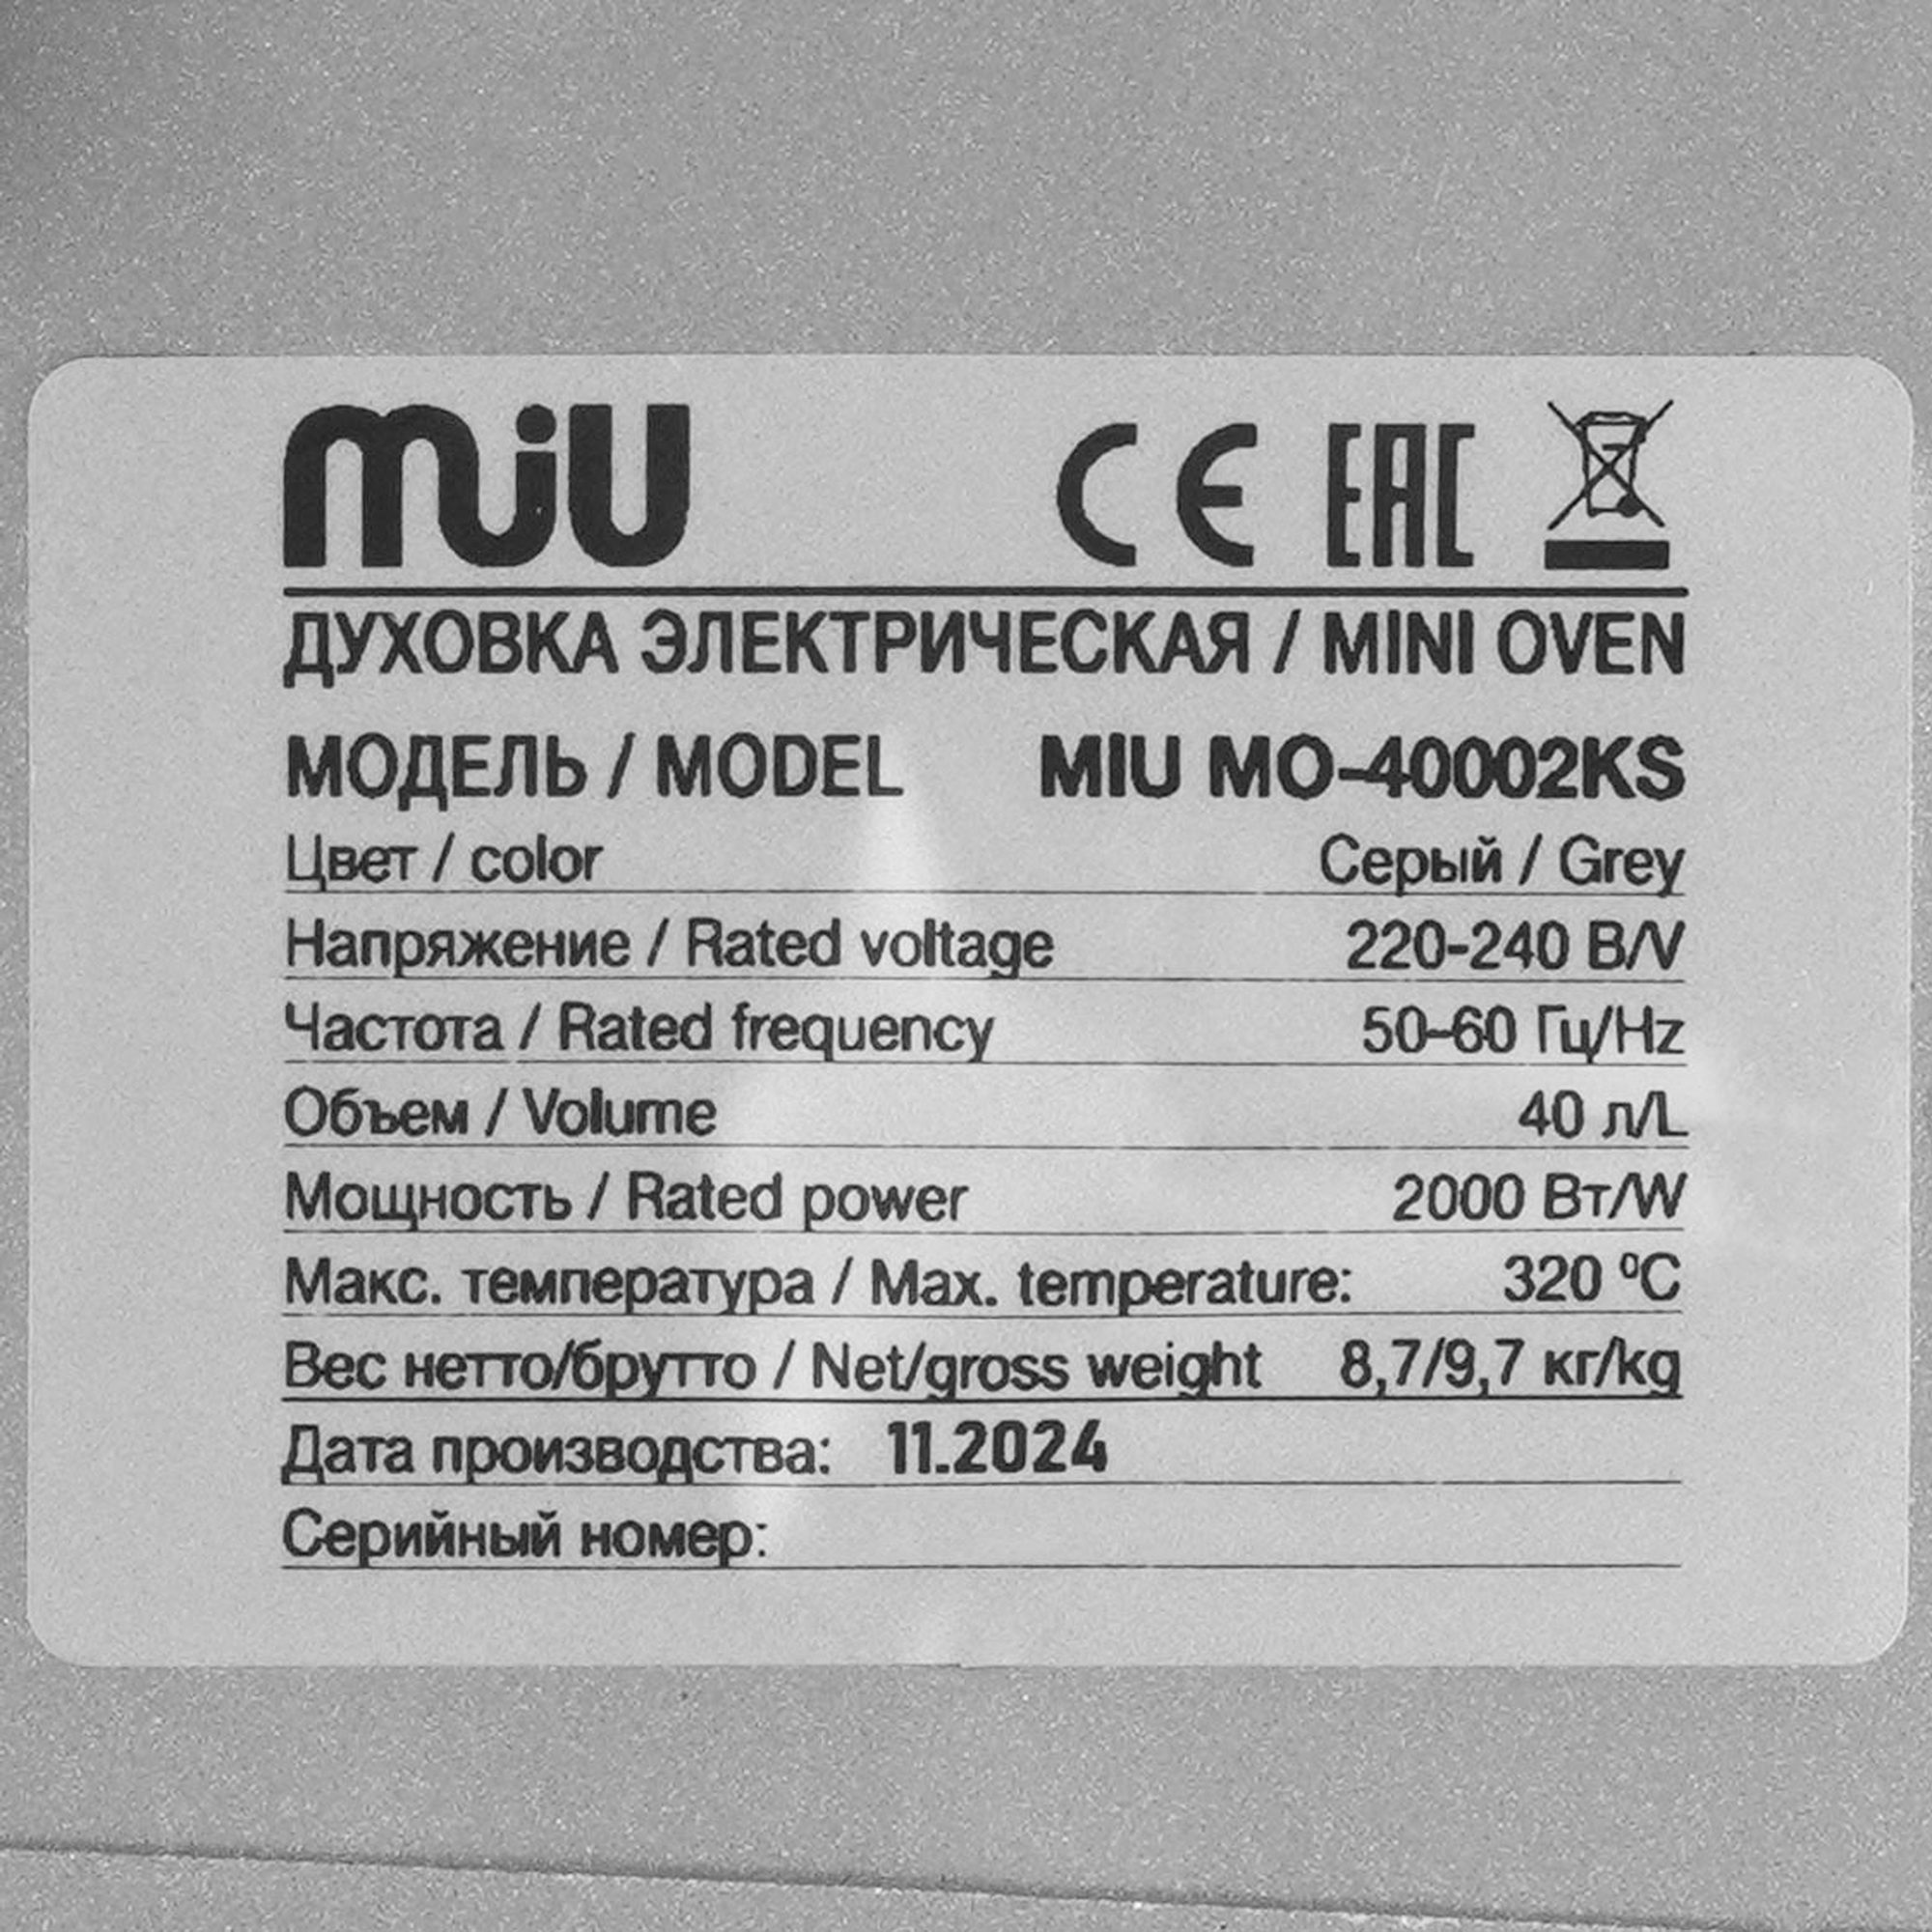 miU CE EAC
ДУХОВКА ЭЛЕКТРИЧЕСКАЯ / MINI OVEN
МОДЕЛЬ / MODEL MIU MO-40002KS
Цвет / color Серый / Grey
Напряжение / Rated voltage 220-240 В/V
Частота / Rated frequency 50-60 Гц/Hz
Объем / Volume 40 л/L
Мощность / Rated power 2000 Вт/W
Макс. температура / Max. temperature: 320 ⁰C
Вес нетто/брутто / Net/gross weight 8,7/9,7 кг/kg
Дата производства: 11.2024
Серийный номер: